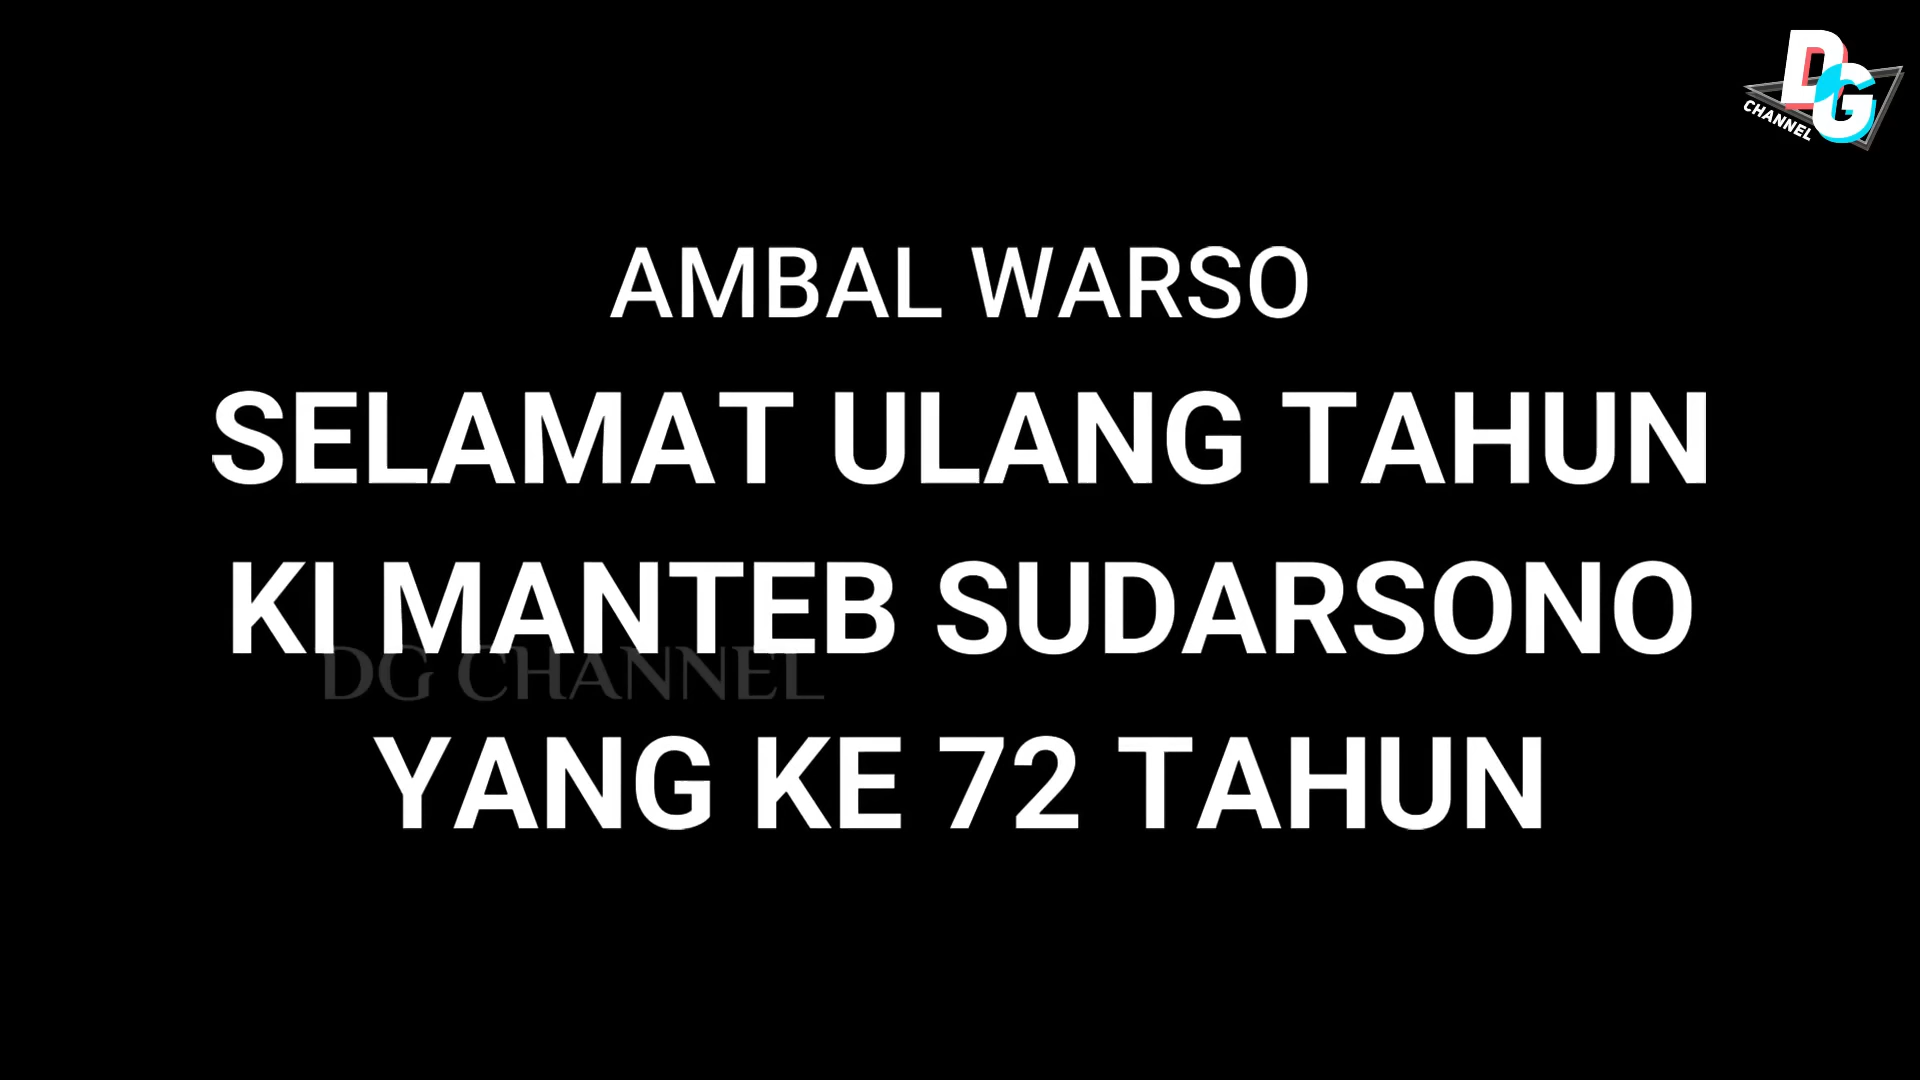 DG
CHANNEL
AMBAL WARSO
SELAMAT ULANG TAHUN
KI MANTEB SUDARSONO
DG CHANNEL
YANG KE 72 TAHUN